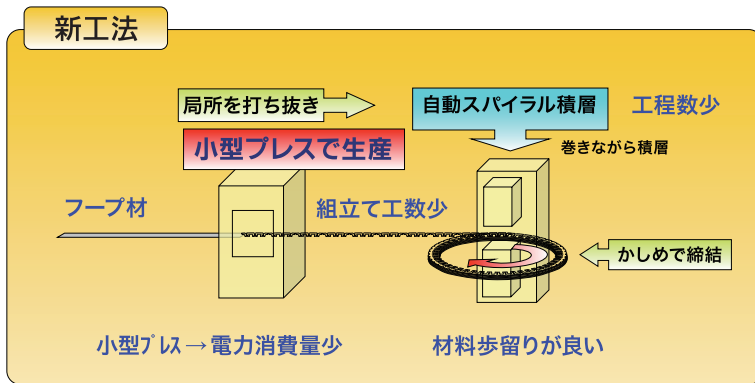 新工法
局所を打ち抜き
自動スパイラル積層
工程数少
小型プレスで生産
巻きながら積層
フープ材
組立て工数少
かしめで締結
小型ﾌﾟﾚｽ→電力消費量少
材料歩留りが良い